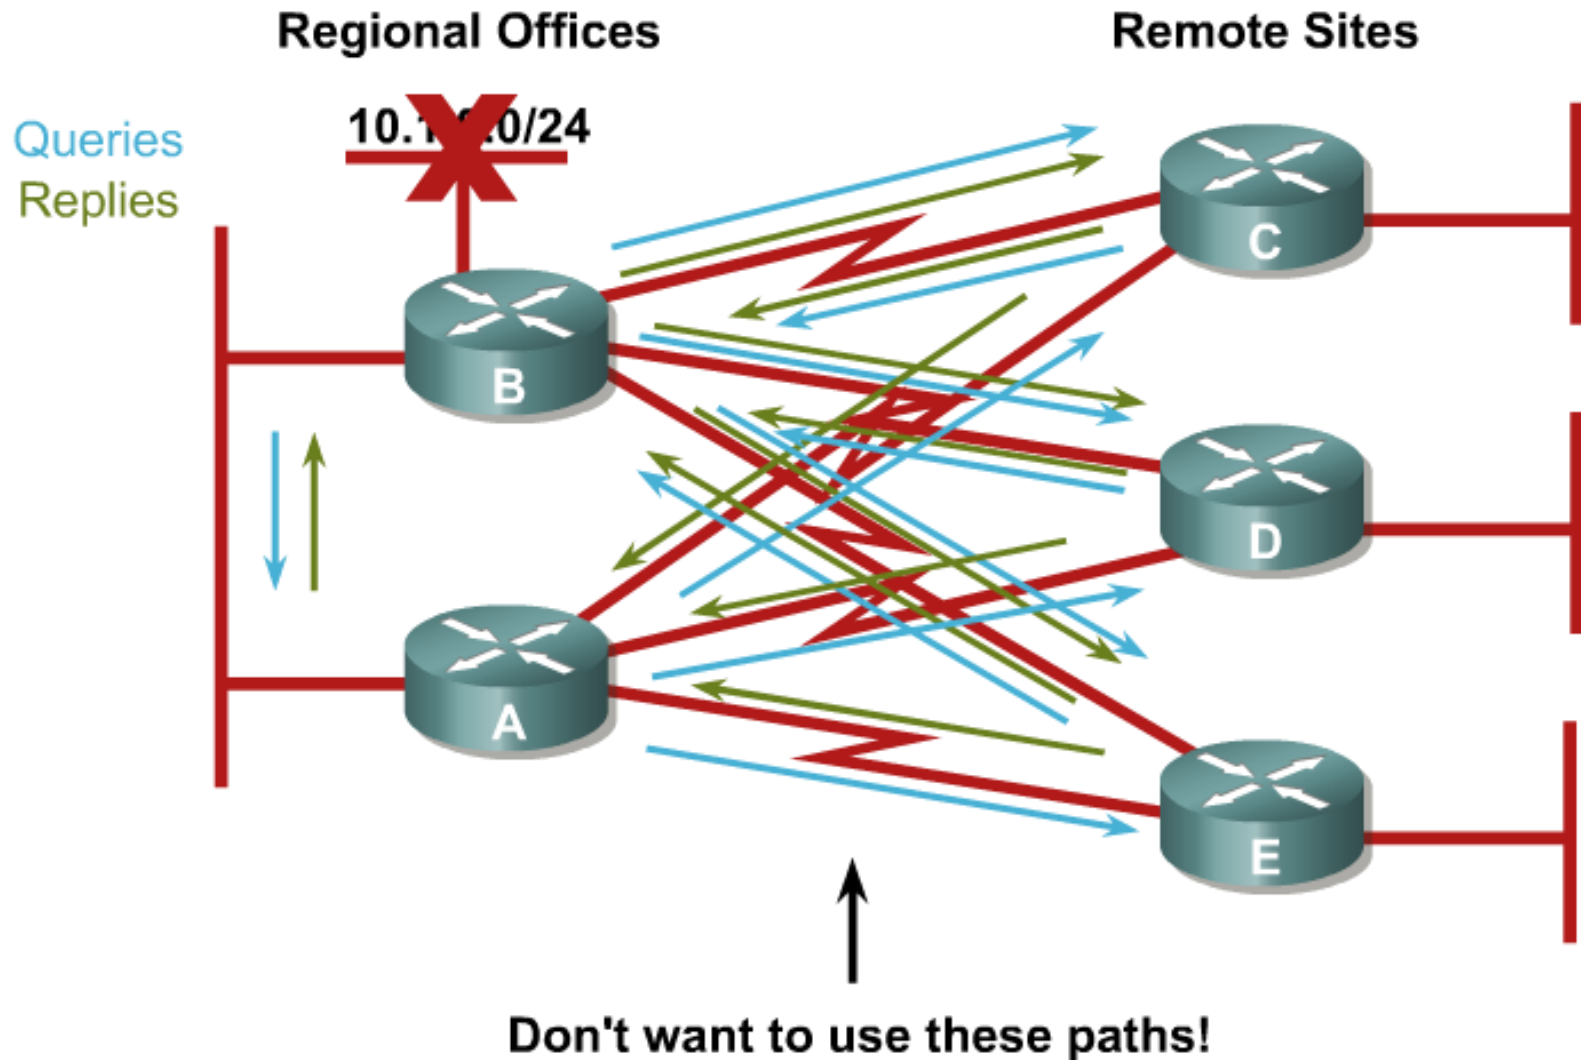 Regional Offices
Remote Sites
Queries
Replies
B
A
C
D
E
Don't want to use these paths!